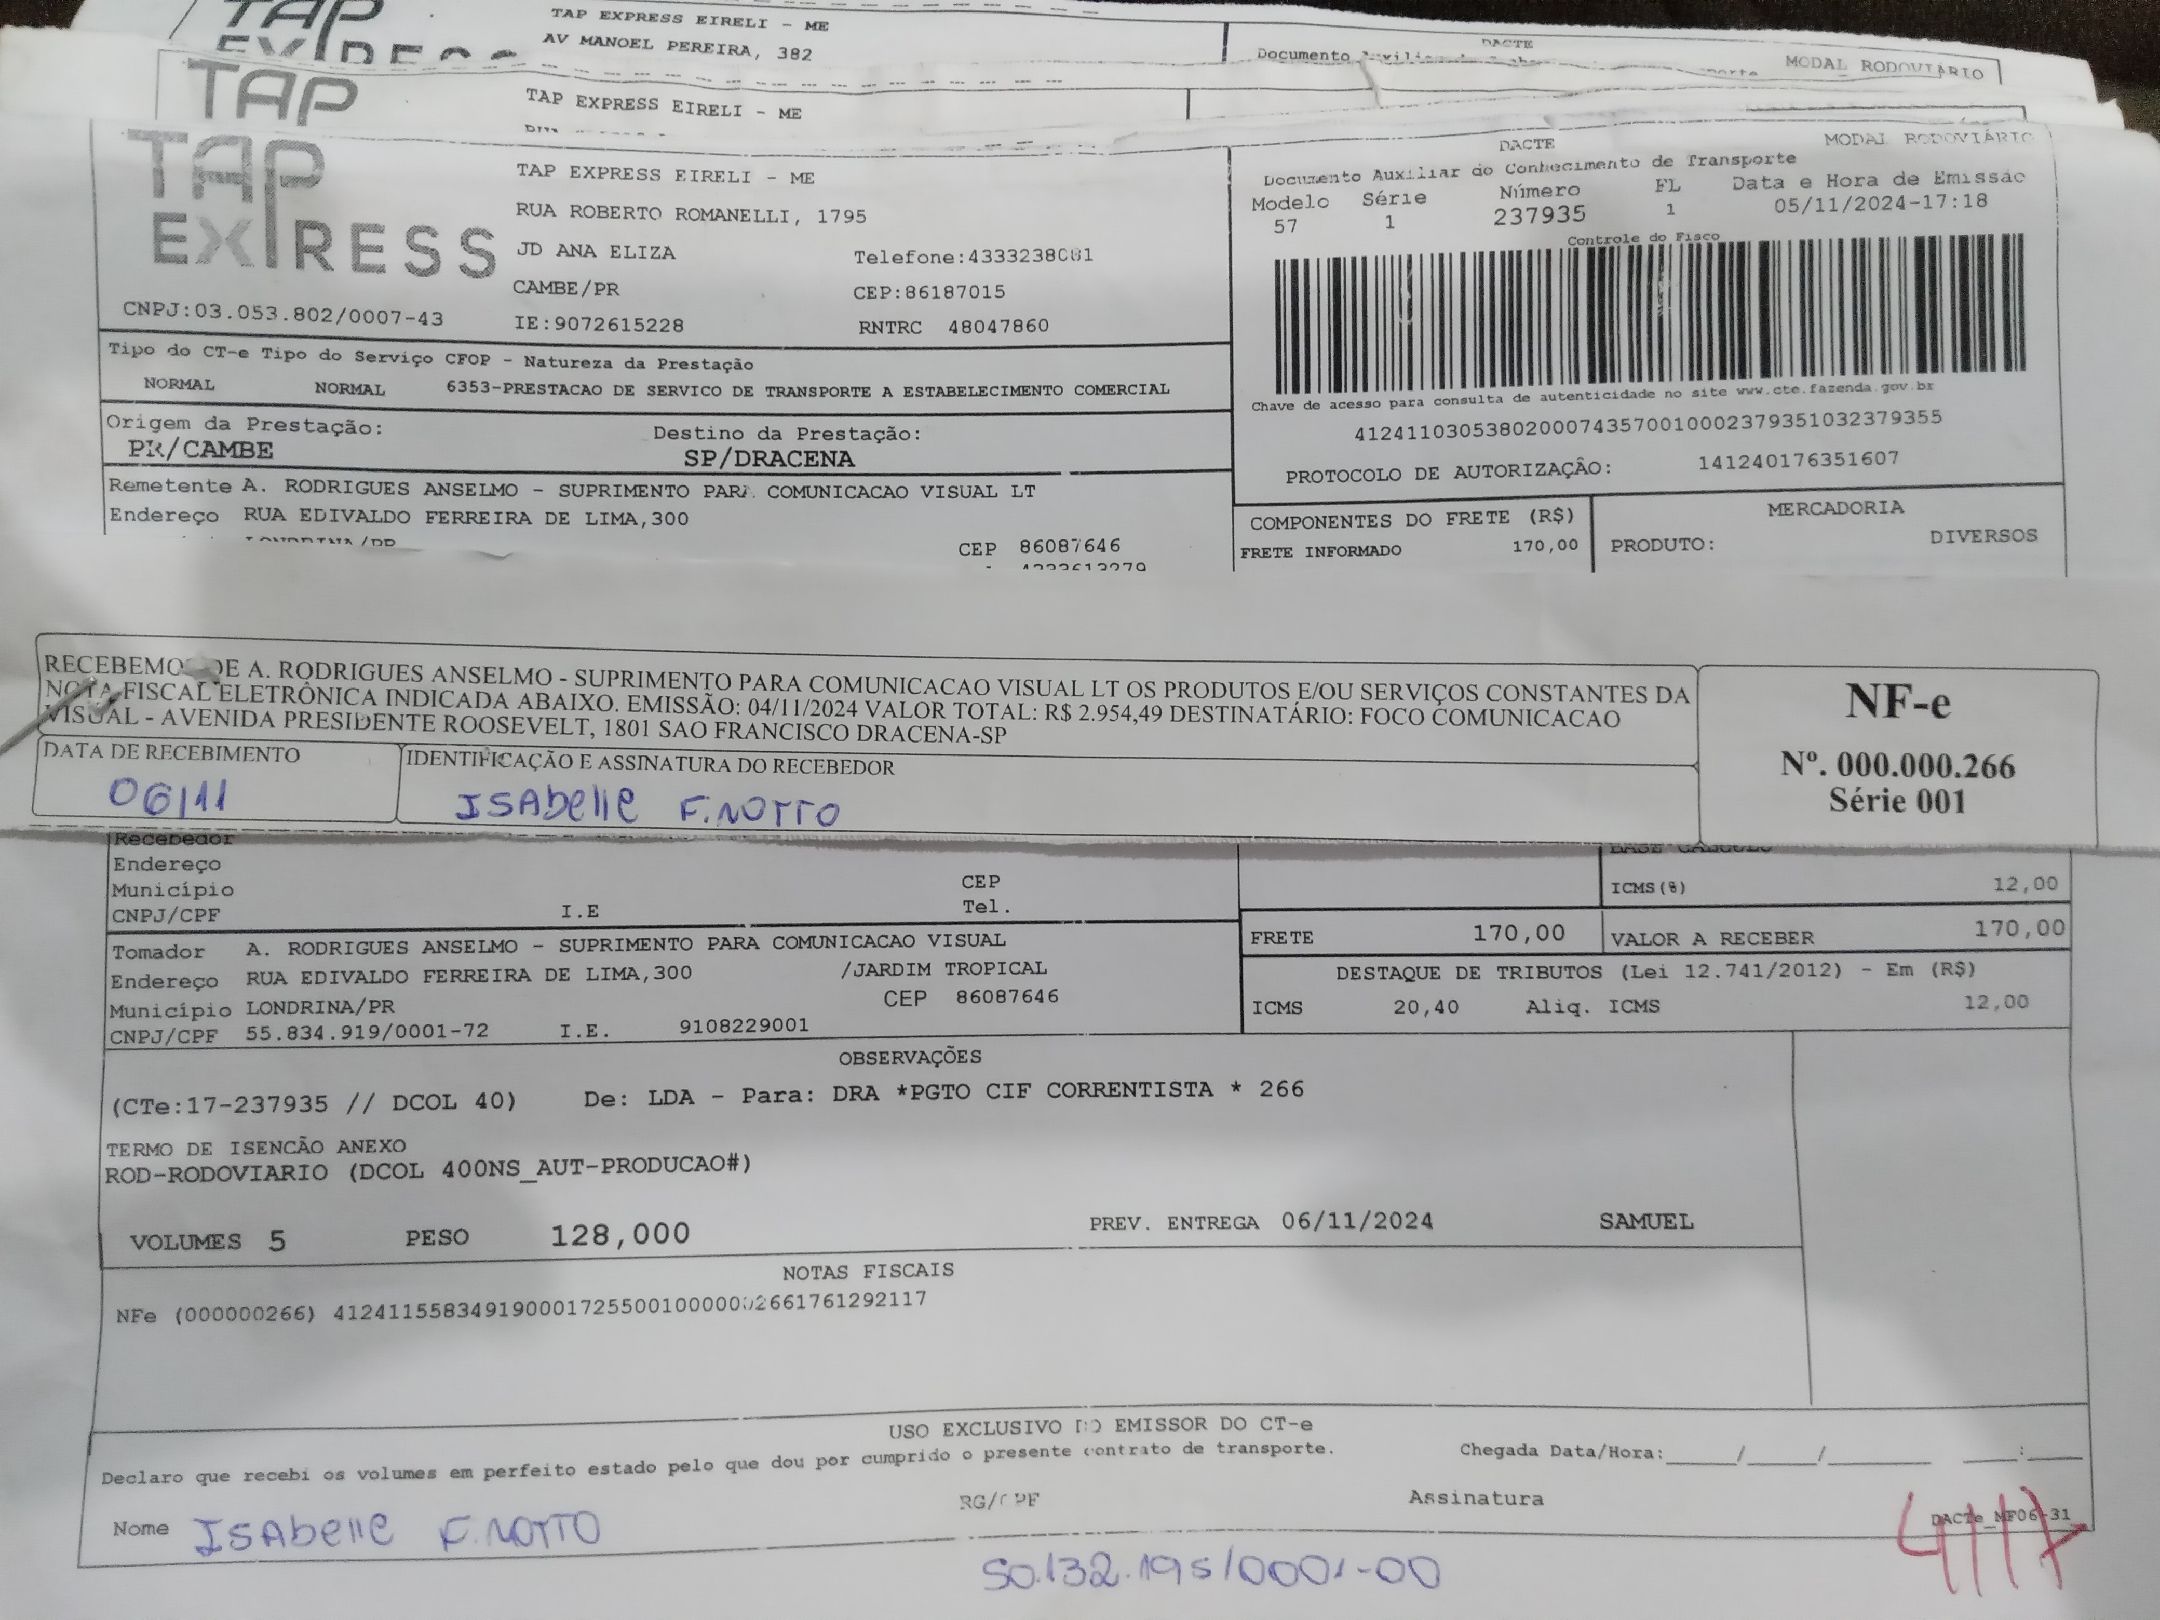 TAP
TAP EXPRESS EIRELI - ME
AV MANOEL PEREIRA, 382
DACTE
Documento
MODAL RODOVIÁRIO
TAP
TAP EXPRESS EIRELI - ME
TAP
EXPRESS
TAP EXPRESS EIRELI - ME
RUA ROBERTO ROMANELLI, 1795
JD ANA ELIZA
Telefone:4333238001
CAMBE/PR
CEP:86187015
CNPJ:03.053.802/0007-43
IE:9072615228
RNTRC 48047860
DACTE
MODAL RODOVIÁRIO
Documento Auxiliar do Conhecimento de Transporte
Modelo Série Número FL Data e Hora de Emissão
57 1 237935 1 05/11/2024-17:18
Controle do Fisco
Chave de acesso para consulta de autenticidade no site www.cte.fazenda.gov.br
41241103053802000743570010002379351032379355
PROTOCOLO DE AUTORIZAÇÃO: 141240176351607
Tipo do CT-e Tipo do Serviço CFOP - Natureza da Prestação
NORMAL NORMAL 6353-PRESTACAO DE SERVICO DE TRANSPORTE A ESTABELECIMENTO COMERCIAL
Origem da Prestação: Destino da Prestação:
PR/CAMBE SP/DRACENA
Remetente A. RODRIGUES ANSELMO - SUPRIMENTO PARA COMUNICACAO VISUAL LT
Endereço RUA EDIVALDO FERREIRA DE LIMA,300
LONDRINA/PR
CEP 86087646
4333613279
COMPONENTES DO FRETE (R$)
FRETE INFORMADO 170,00
MERCADORIA
PRODUTO: DIVERSOS
RECEBEMOS DE A. RODRIGUES ANSELMO - SUPRIMENTO PARA COMUNICACAO VISUAL LT OS PRODUTOS E/OU SERVIÇOS CONSTANTES DA
NOTA FISCAL ELETRÔNICA INDICADA ABAIXO. EMISSÃO: 04/11/2024 VALOR TOTAL: R$ 2.954,49 DESTINATÁRIO: FOCO COMUNICACAO
VISUAL - AVENIDA PRESIDENTE ROOSEVELT, 1801 SAO FRANCISCO DRACENA-SP
DATA DE RECEBIMENTO
06/11
IDENTIFICAÇÃO E ASSINATURA DO RECEBEDOR
ISAbelle F.NOTTO
NF-e
Nº. 000.000.266
Série 001
Recebedor
Endereço
Município CEP
CNPJ/CPF I.E Tel.
BASE CALCULO
ICMS(%) 12,00
FRETE 170,00 VALOR A RECEBER 170,00
Tomador A. RODRIGUES ANSELMO - SUPRIMENTO PARA COMUNICACAO VISUAL
Endereço RUA EDIVALDO FERREIRA DE LIMA,300 /JARDIM TROPICAL
Município LONDRINA/PR CEP 86087646
CNPJ/CPF 55.834.919/0001-72 I.E. 9108229001
DESTAQUE DE TRIBUTOS (Lei 12.741/2012) - Em (R$)
ICMS 20,40 Aliq. ICMS 12,00
OBSERVAÇÕES
(CTe:17-237935 // DCOL 40) De: LDA - Para: DRA *PGTO CIF CORRENTISTA * 266
TERMO DE ISENCÃO ANEXO
ROD-RODOVIARIO (DCOL 400NS_AUT-PRODUCAO#)
VOLUMES 5 PESO 128,000 PREV. ENTREGA 06/11/2024 SAMUEL
NOTAS FISCAIS
NFe (000000266) 41241155834919000172550010000002661761292117
USO EXCLUSIVO DO EMISSOR DO CT-e
Declaro que recebi os volumes em perfeito estado pelo que dou por cumprido o presente contrato de transporte.
Chegada Data/Hora:_____/_____/_______ ____:____
Nome ISAbelle F.NOTTO
RG/CPF
Assinatura
DACTe_MF06-31
50.132.195/0001-00